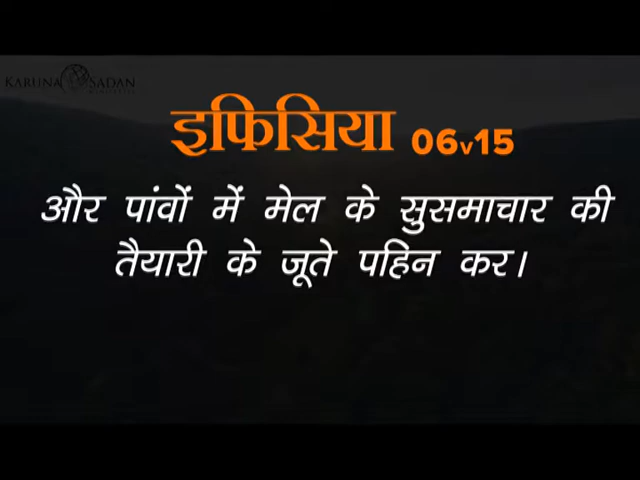 KARUNA SADAN
इफिसिया 06v15
और पांवों में मेल के सुसमाचार की
तैयारी के जूते पहिन कर।